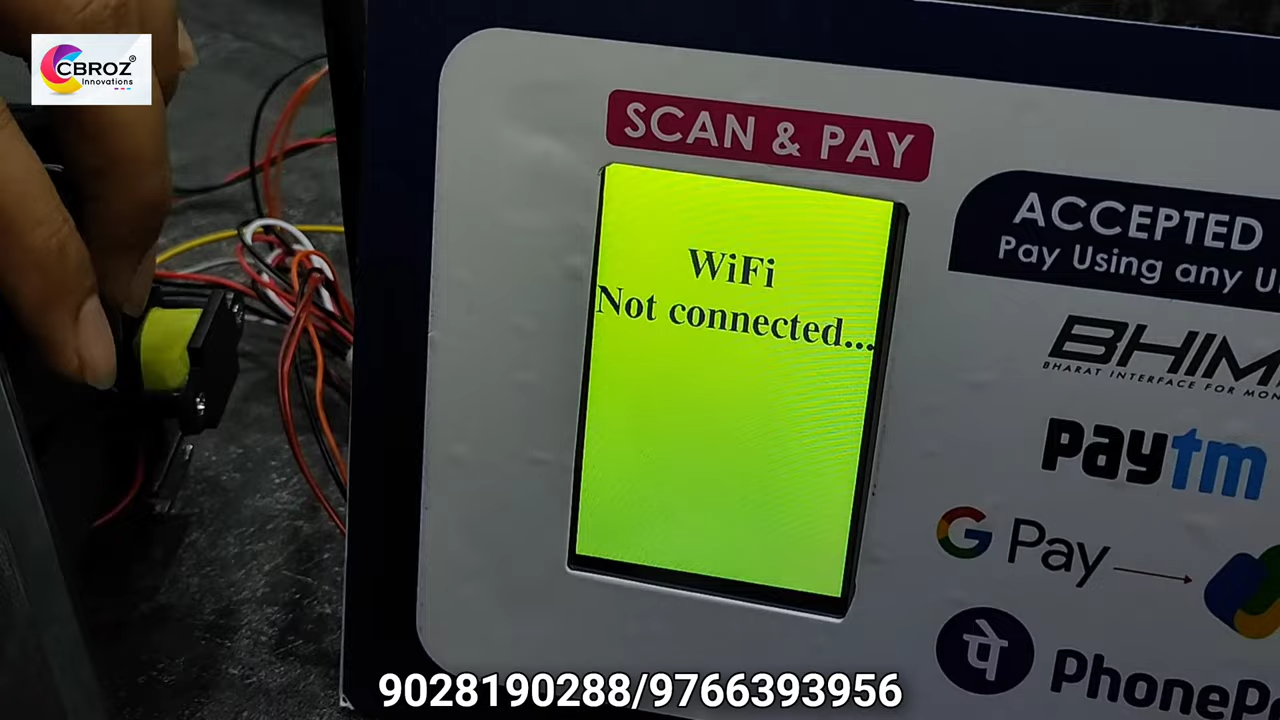 CBROZ®
Innovations
SCAN & PAY
WiFi
Not connected...
ACCEPTED
Pay Using any
BHIM
BHARAT INTERFACE FOR
paytm
G Pay
पे
PhonePe
9028190288/9766393956